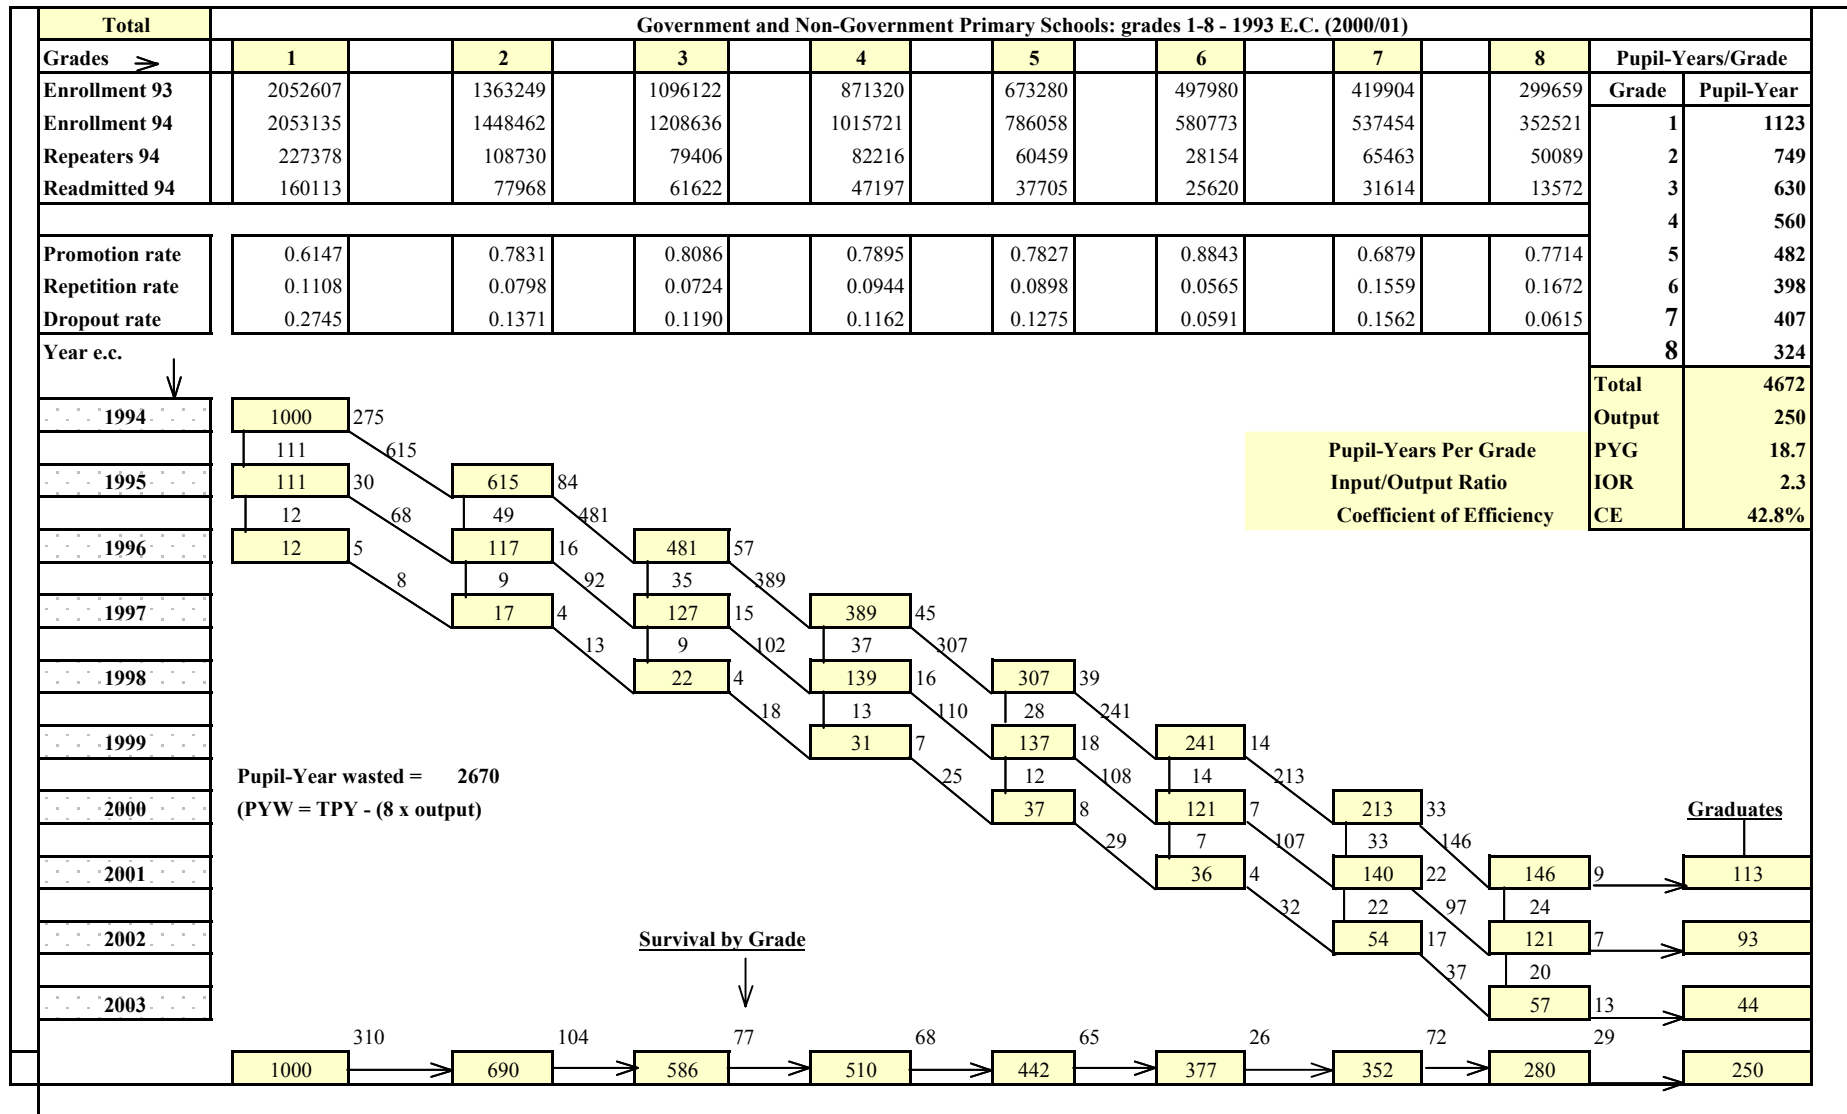 Total Government and Non-Government Primary Schools: grades 1-8 - 1993 E.C. (2000/01)
Grades 1 2 3 4 5 6 7 8 Pupil-Years/Grade
Enrollment 93 2052607 1363249 1096122 871320 673280 497980 419904 299659 Grade Pupil-Year
Enrollment 94 2053135 1448462 1208636 1015721 786058 580773 537454 352521 1 1123
Repeaters 94 227378 108730 79406 82216 60459 28154 65463 50089 2 749
Readmitted 94 160113 77968 61622 47197 37705 25620 31614 13572 3 630
4 560
Promotion rate 0.6147 0.7831 0.8086 0.7895 0.7827 0.8843 0.6879 0.7714 5 482
Repetition rate 0.1108 0.0798 0.0724 0.0944 0.0898 0.0565 0.1559 0.1672 6 398
Dropout rate 0.2745 0.1371 0.1190 0.1162 0.1275 0.0591 0.1562 0.0615 7 407
Year e.c. 8 324
Total 4672
1994 1000 275 Output 250
111 615 Pupil-Years Per Grade PYG 18.7
1995 111 30 615 84 Input/Output Ratio IOR 2.3
12 68 49 481 Coefficient of Efficiency CE 42.8%
1996 12 5 117 16 481 57
8 9 92 35 389
1997 17 4 127 15 389 45
13 9 102 37 307
1998 22 4 139 16 307 39
18 13 110 28 241
1999 31 7 137 18 241 14
Pupil-Year wasted = 2670 25 12 108 14 213
2000 (PYW = TPY - (8 x output) 37 8 121 7 213 33 Graduates
29 7 107 33 146
2001 36 4 140 22 146 9 113
32 22 97 24
2002 Survival by Grade 54 17 121 7 93
37 20
2003 57 13 44
310 104 77 68 65 26 72 29
1000 690 586 510 442 377 352 280 250